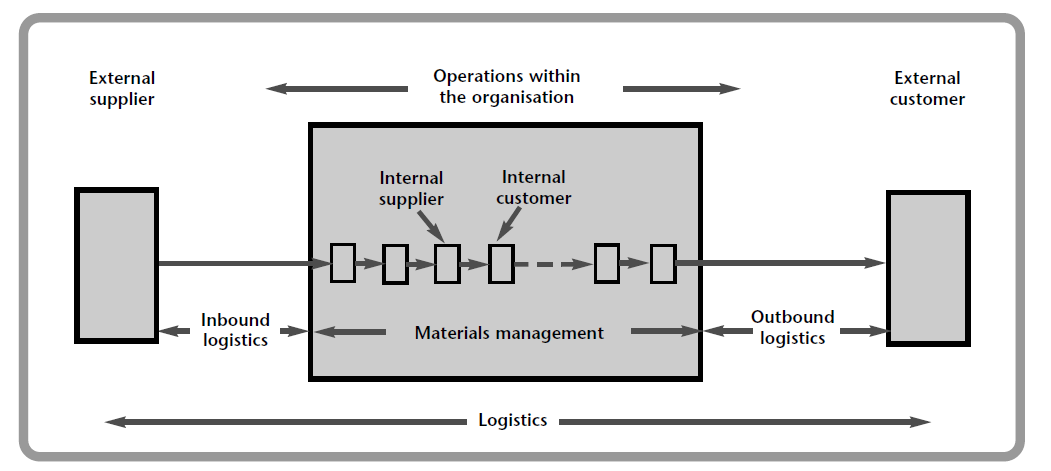 External
supplier
Operations within
the organisation
External
customer
Internal
supplier
Internal
customer
Inbound
logistics
Materials management
Outbound
logistics
Logistics